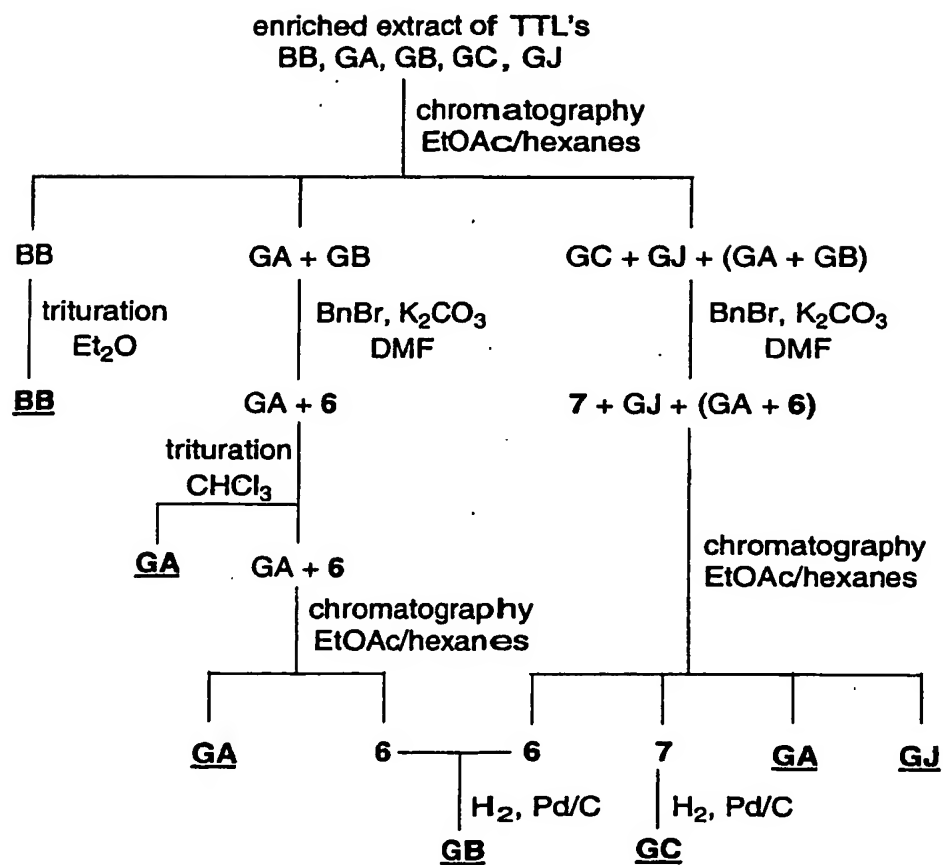 enriched extract of TTL's
BB, GA, GB, GC, GJ
chromatography
EtOAc/hexanes
BB
GA + GB
GC + GJ + (GA + GB)
trituration
Et₂O
BnBr, K₂CO₃
DMF
BnBr, K₂CO₃
DMF
BB
GA + 6
7 + GJ + (GA + 6)
trituration
CHCl₃
GA
GA + 6
chromatography
EtOAc/hexanes
chromatography
EtOAc/hexanes
GA
6
6
7
GA
GJ
H₂, Pd/C
H₂, Pd/C
GB
GC